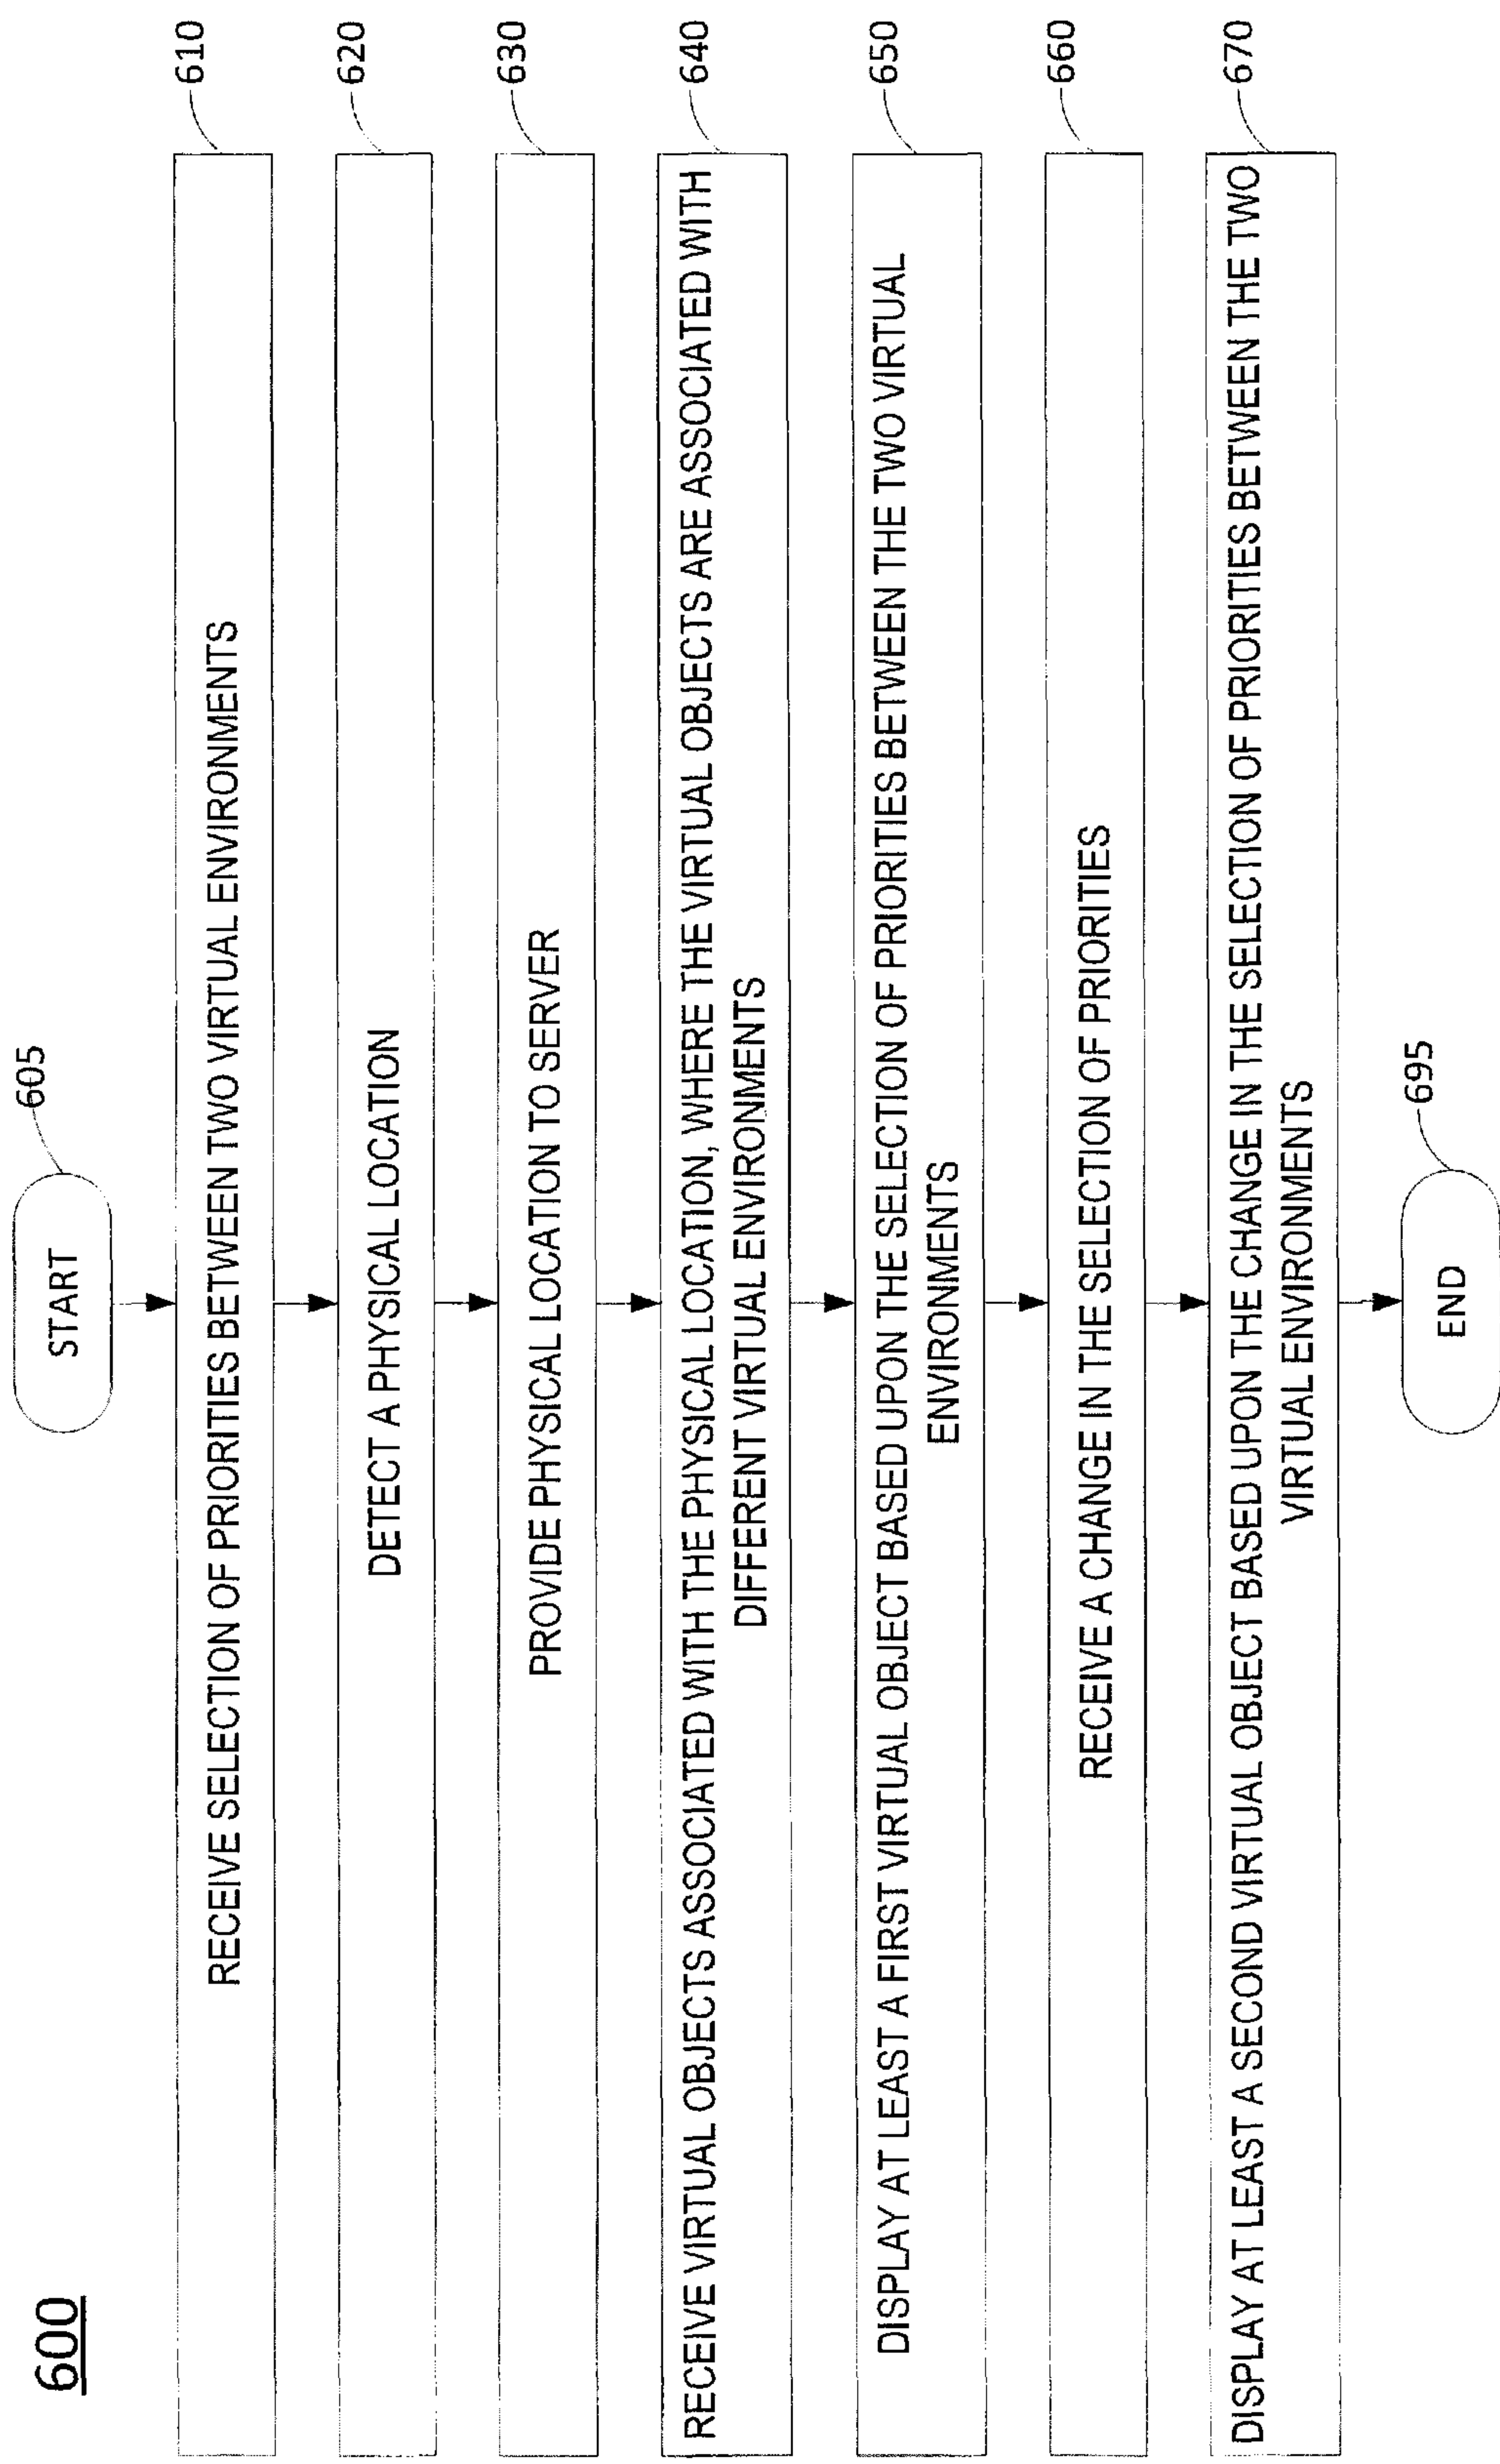 600
START
605
RECEIVE SELECTION OF PRIORITIES BETWEEN TWO VIRTUAL ENVIRONMENTS
610
DETECT A PHYSICAL LOCATION
620
PROVIDE PHYSICAL LOCATION TO SERVER
630
RECEIVE VIRTUAL OBJECTS ASSOCIATED WITH THE PHYSICAL LOCATION, WHERE THE VIRTUAL OBJECTS ARE ASSOCIATED WITH
DIFFERENT VIRTUAL ENVIRONMENTS
640
DISPLAY AT LEAST A FIRST VIRTUAL OBJECT BASED UPON THE SELECTION OF PRIORITIES BETWEEN THE TWO VIRTUAL
ENVIRONMENTS
650
RECEIVE A CHANGE IN THE SELECTION OF PRIORITIES
660
DISPLAY AT LEAST A SECOND VIRTUAL OBJECT BASED UPON THE CHANGE IN THE SELECTION OF PRIORITIES BETWEEN THE TWO
VIRTUAL ENVIRONMENTS
670
END
695